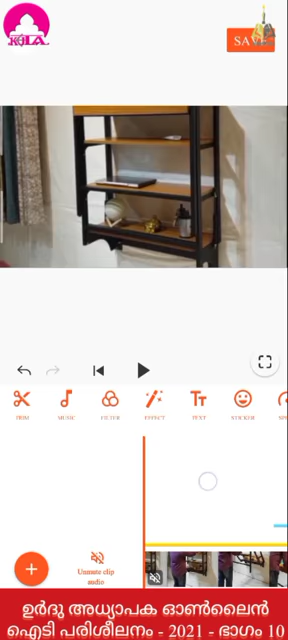 KUTA
SAVE
TRIM MUSIC FILTER EFFECT TEXT STICKER
Unmute clip
audio
ഉർദു അധ്യാപക ഓൺലൈൻ
ഐടി പരിശീലനം - 2021 - ഭാഗം 10